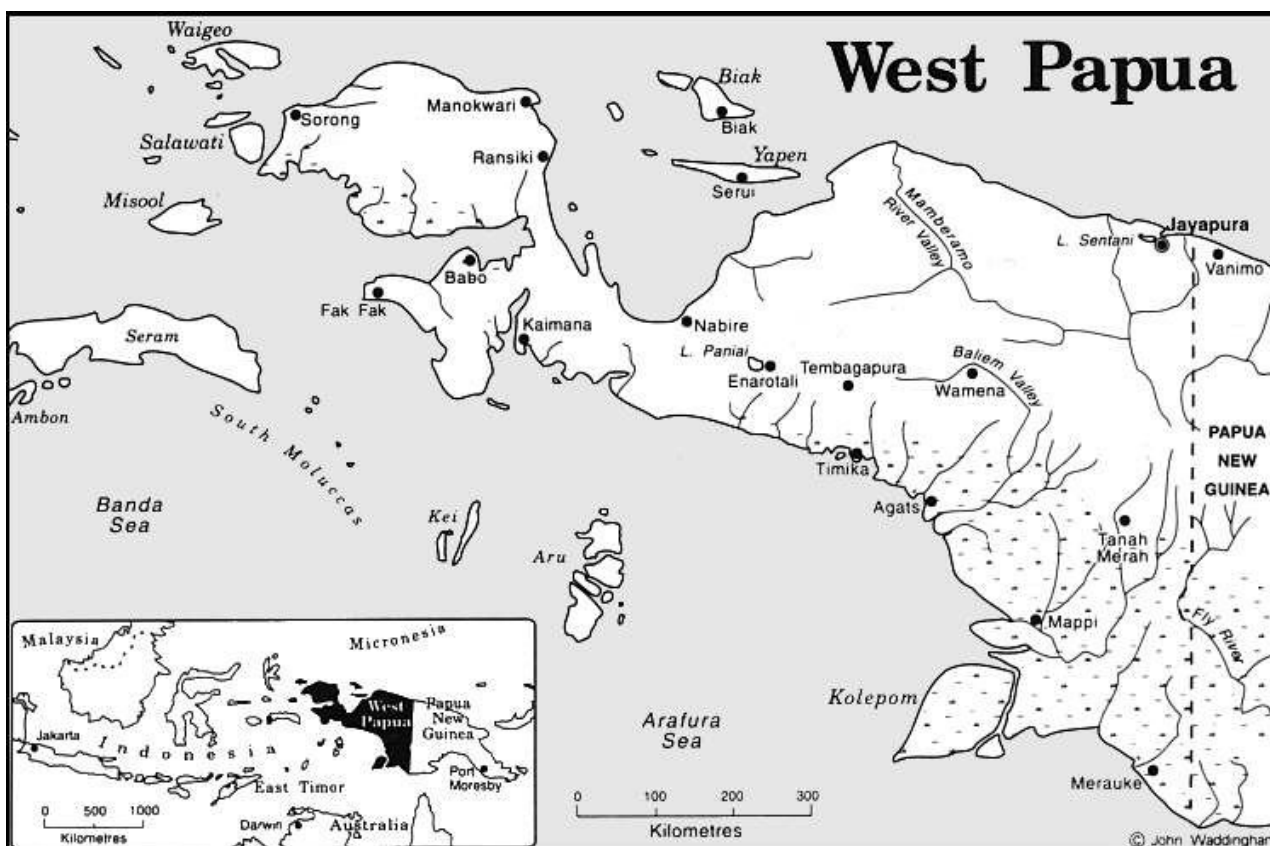 West Papua
Waigeo
Biak
Manokwari
Sorong
Biak
Salawati
Ransiki
Yapen
Serui
Misool
Mamberamo
River Valley
Jayapura
L. Sentani
Vanimo
Babo
Fak Fak
Kaimana
Nabire
Seram
L. Paniai
Enarotali
Tembagapura
Baliem Valley
Wamena
Ambon
South Moluccas
PAPUA
NEW
GUINEA
Timika
Banda
Sea
Kei
Agats
Aru
Tanah
Merah
Mappi
Fly River
Kolepom
Arafura
Sea
Merauke
0 100 200 300
Kilometres
Malaysia
Micronesia
West
Papua
Papua
New
Guinea
Jakarta
Indonesia
Port
Moresby
East Timor
0 500 1000
Kilometres
Darwin
Australia
© John Waddingham